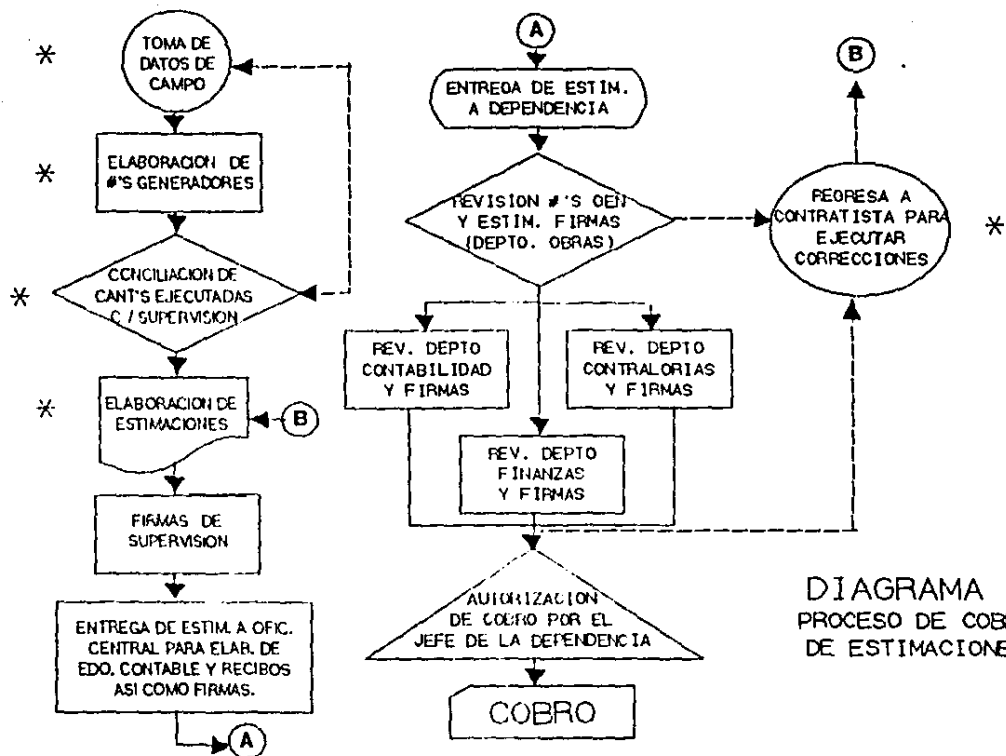 *
TOMA DE
DATOS DE
CAMPO
*
ELABORACION DE
#'S GENERADORES
*
CONCILIACION DE
CANT'S EJECUTADAS
C / SUPERVISION
*
ELABORACION DE
ESTIMACIONES
B
FIRMAS DE
SUPERVISION
ENTREGA DE ESTIM. A OFIC.
CENTRAL PARA ELAB. DE
EDO. CONTABLE Y RECIBOS
ASI COMO FIRMAS.
A
A
ENTREGA DE ESTIM.
A DEPENDENCIA
REVISION #'S GEN
Y ESTIM. FIRMAS
(DEPTO. OBRAS)
REV. DEPTO
CONTABILIDAD
Y FIRMAS
REV. DEPTO
CONTRALORIAS
Y FIRMAS
REV. DEPTO
FINANZAS
Y FIRMAS
AUTORIZACION
DE COBRO POR EL
JEFE DE LA DEPENDENCIA
COBRO
B
REGRESA A
CONTRATISTA PARA
EJECUTAR
CORRECCIONES
*
DIAGRAMA
PROCESO DE COB
DE ESTIMACIONE